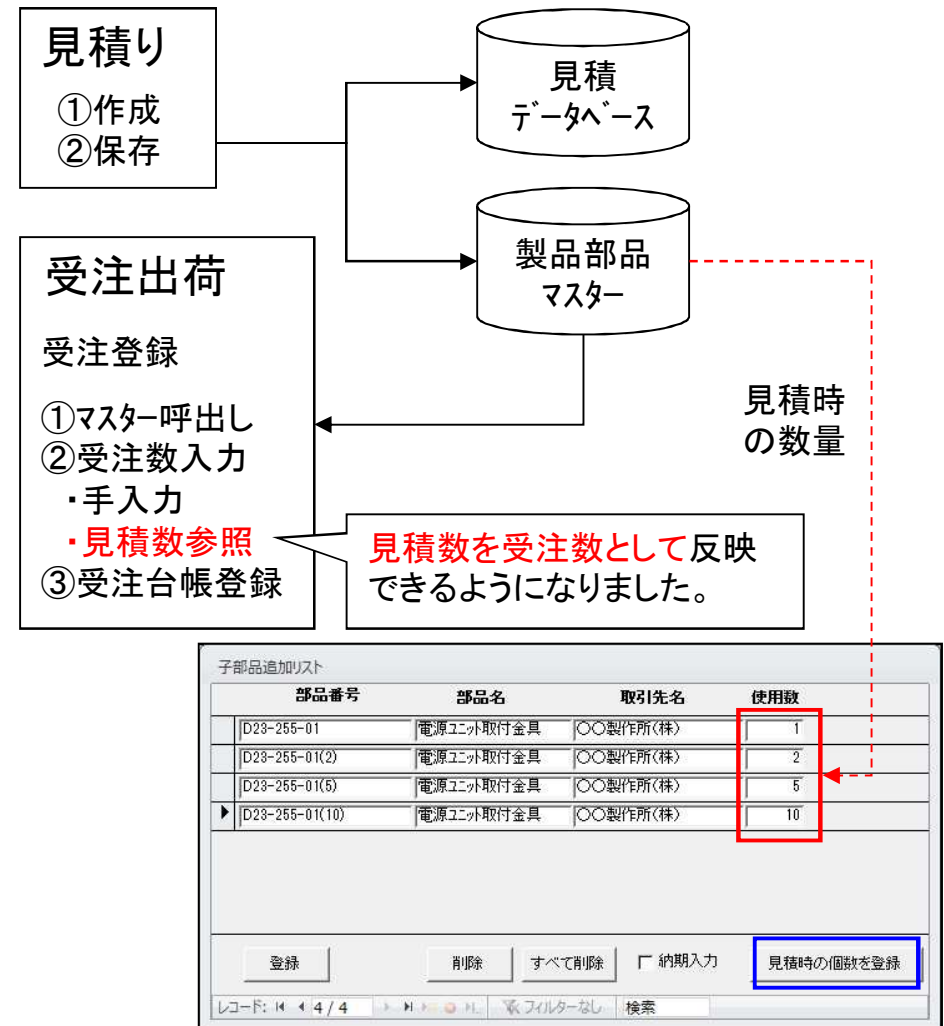 見積り
①作成
②保存
見積
ﾃﾞｰﾀﾍﾞｰｽ
製品部品
ﾏｽﾀｰ
受注出荷
受注登録
①ﾏｽﾀｰ呼出し
②受注数入力
・手入力
・見積数参照
③受注台帳登録
見積時
の数量
見積数を受注数として反映
できるようになりました。
子部品追加ﾘｽﾄ
部品番号 部品名 取引先名 使用数
D23-255-01 電源ﾕﾆｯﾄ取付金具 〇〇製作所(株) 1
D23-255-01(2) 電源ﾕﾆｯﾄ取付金具 〇〇製作所(株) 2
D23-255-01(5) 電源ﾕﾆｯﾄ取付金具 〇〇製作所(株) 5
D23-255-01(10) 電源ﾕﾆｯﾄ取付金具 〇〇製作所(株) 10
登録 削除 すべて削除 納期入力 見積時の個数を登録
ﾚｺｰﾄﾞ: 4 / 4 ﾌｨﾙﾀｰなし 検索